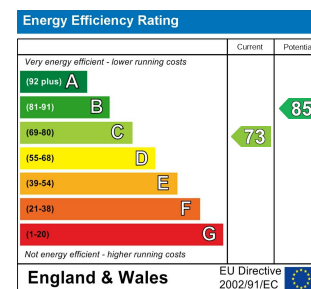 Energy Efficiency Rating
Current Potentia
Very energy efficient - lower running costs
(92 plus) A
(81-91) B
85
(69-80) C
73
(55-68) D
(39-54) E
(21-38) F
(1-20) G
Not energy efficient - higher running costs
England & Wales
EU Directive
2002/91/EC